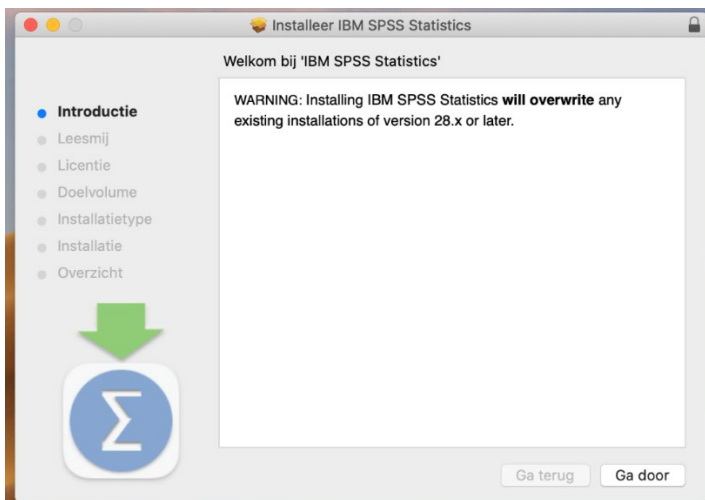 Installeer IBM SPSS Statistics
Welkom bij 'IBM SPSS Statistics'
Introductie
Leesmij
Licentie
Doelvolume
Installatietype
Installatie
Overzicht
WARNING: Installing IBM SPSS Statistics will overwrite any
existing installations of version 28.x or later.
Σ
Ga terug
Ga door